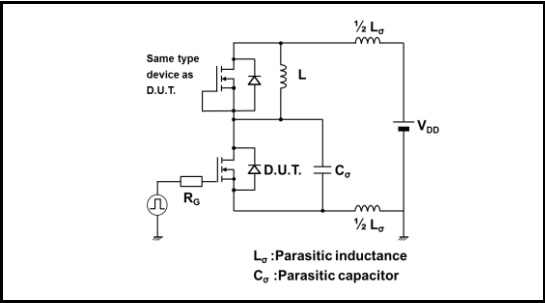 ½ Lσ
Same type
device as
D.U.T.
L
VDD
D.U.T.
Cσ
RG
½ Lσ
Lσ :Parasitic inductance
Cσ :Parasitic capacitor